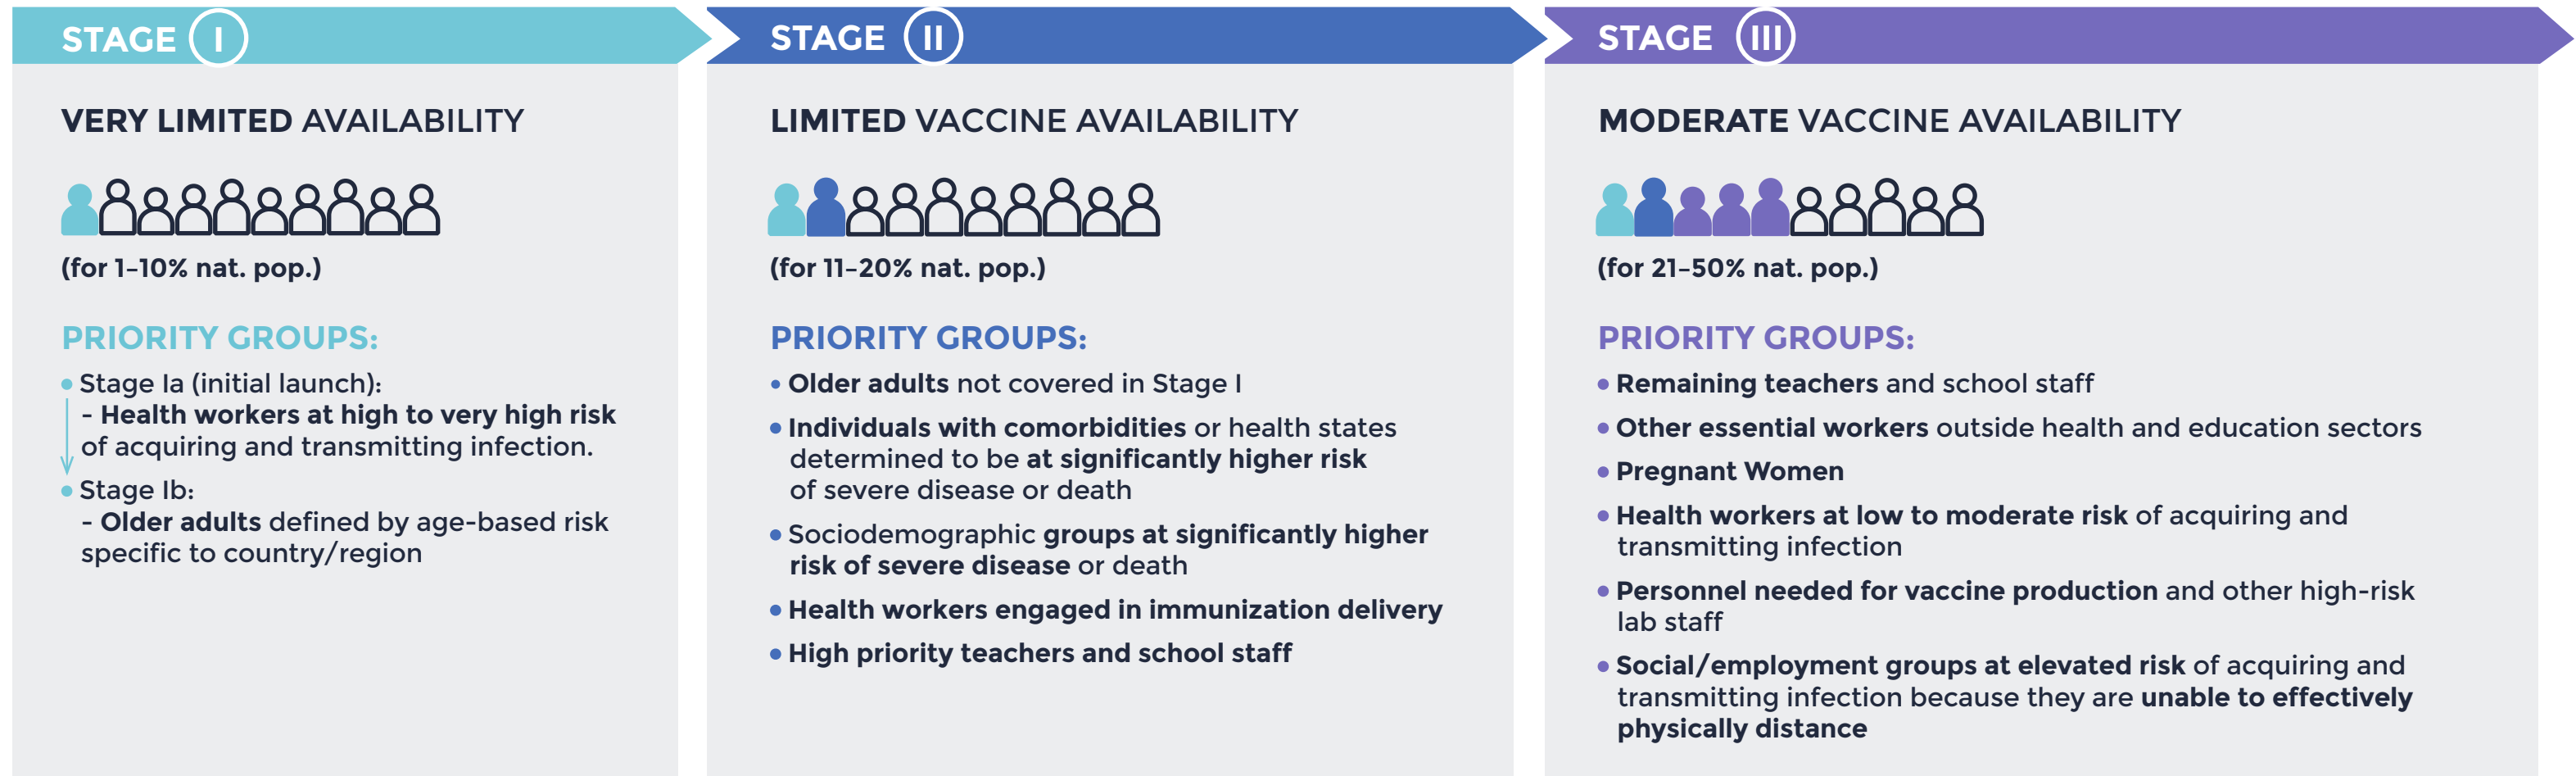 STAGE I
VERY LIMITED AVAILABILITY
(for 1–10% nat. pop.)
PRIORITY GROUPS:
• Stage Ia (initial launch):
- Health workers at high to very high risk
of acquiring and transmitting infection.
• Stage Ib:
- Older adults defined by age-based risk
specific to country/region
STAGE II
LIMITED VACCINE AVAILABILITY
(for 11–20% nat. pop.)
PRIORITY GROUPS:
• Older adults not covered in Stage I
• Individuals with comorbidities or health states
determined to be at significantly higher risk
of severe disease or death
• Sociodemographic groups at significantly higher
risk of severe disease or death
• Health workers engaged in immunization delivery
• High priority teachers and school staff
STAGE III
MODERATE VACCINE AVAILABILITY
(for 21–50% nat. pop.)
PRIORITY GROUPS:
• Remaining teachers and school staff
• Other essential workers outside health and education sectors
• Pregnant Women
• Health workers at low to moderate risk of acquiring and
transmitting infection
• Personnel needed for vaccine production and other high-risk
lab staff
• Social/employment groups at elevated risk of acquiring and
transmitting infection because they are unable to effectively
physically distance